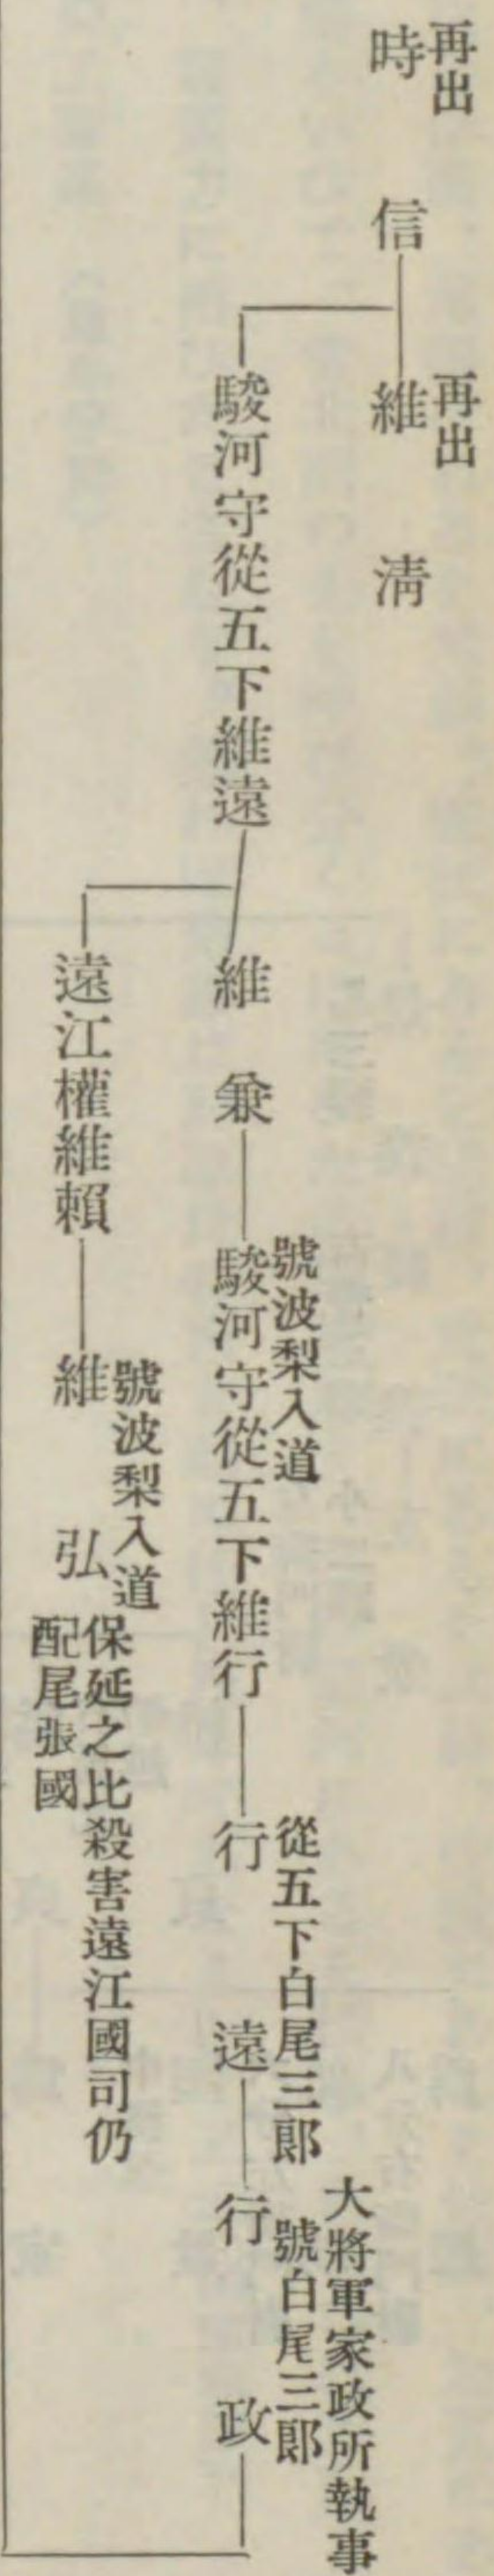 再出
時信
再出
維清
駿河守從五下維遠
維兼
號波梨入道
駿河守從五下維行
從五下白尾三郎
行遠
大將軍家政所執事
號白尾三郎
行政
遠江權維賴
號波梨入道
維弘
保延之比殺害遠江國司仍
配尾張國